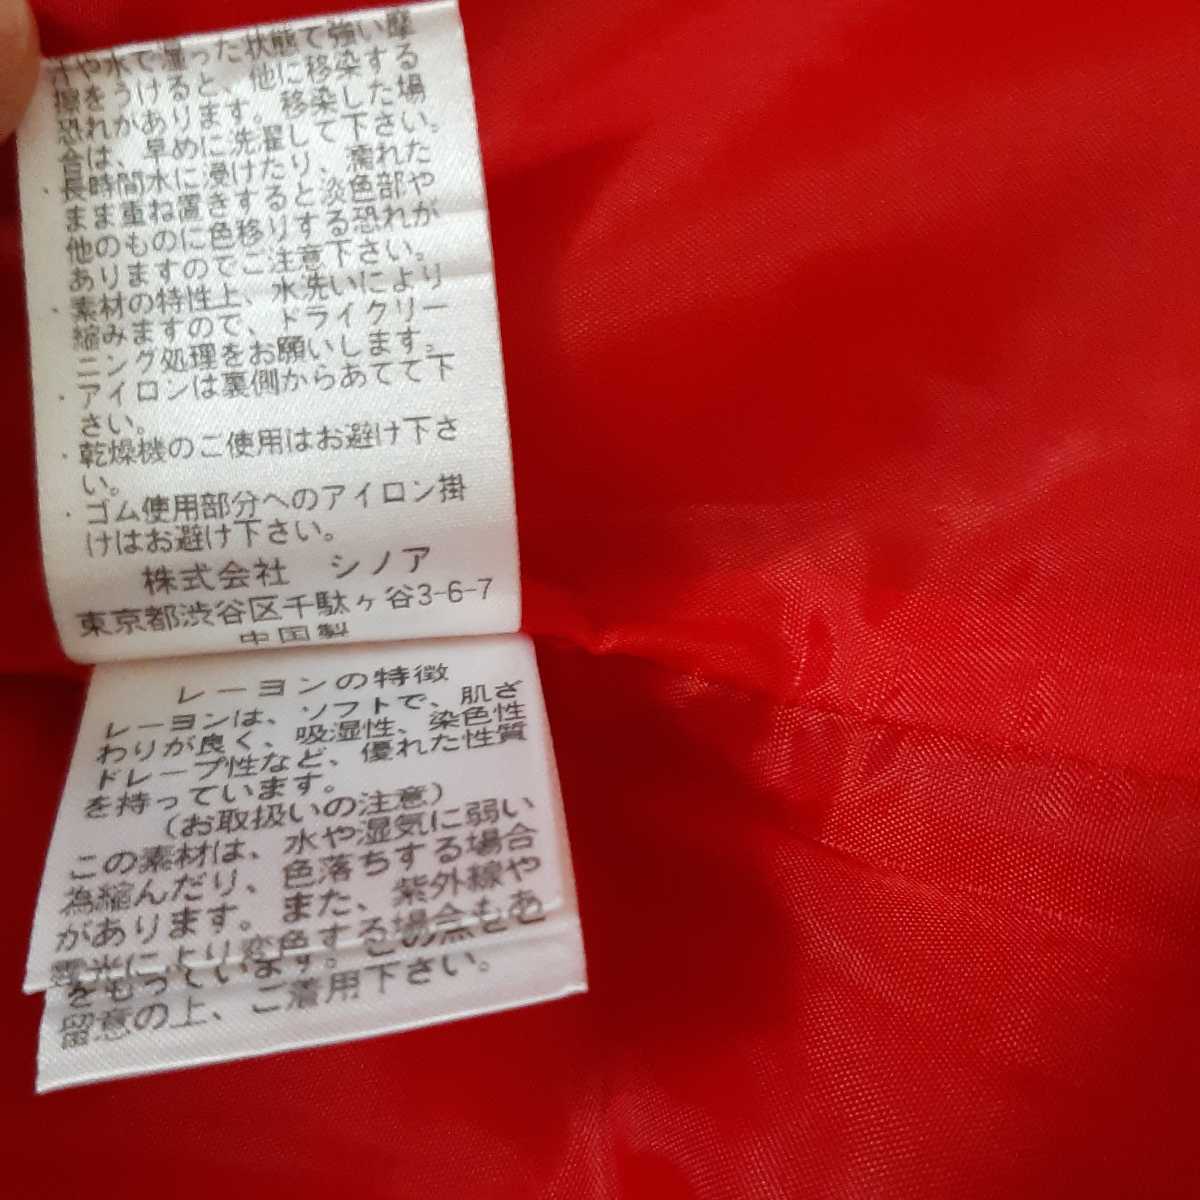 汗や水で湿った状態で強い摩
擦をうけると、他に移染する
恐れがあります。移染した場
合は、早めに洗濯して下さい。
・長時間水に浸けたり、濡れた
まま重ね置きすると淡色部や
他のものに色移りする恐れが
ありますのでご注意下さい。
・素材の特性上、水洗いにより
縮みますので、ドライクリー
ニング処理をお願いします。
・アイロンは裏側からあてて下
さい。
・乾燥機のご使用はお避け下さ
い。
・ゴム使用部分へのアイロン掛
けはお避け下さい。
株式会社 シノア
東京都渋谷区千駄ヶ谷3-6-7
中国製
レーヨンの特徴
レーヨンは、ソフトで、肌ざ
わりが良く、吸湿性、染色性
ドレープ性など、優れた性質
を持っています。
(お取扱いの注意)
この素材は、水や湿気に弱い
為縮んだり、色落ちする場合
があります。また、紫外線や
光により変色する場合もあ
をもっています。この点をご
留意の上、ご着用下さい。